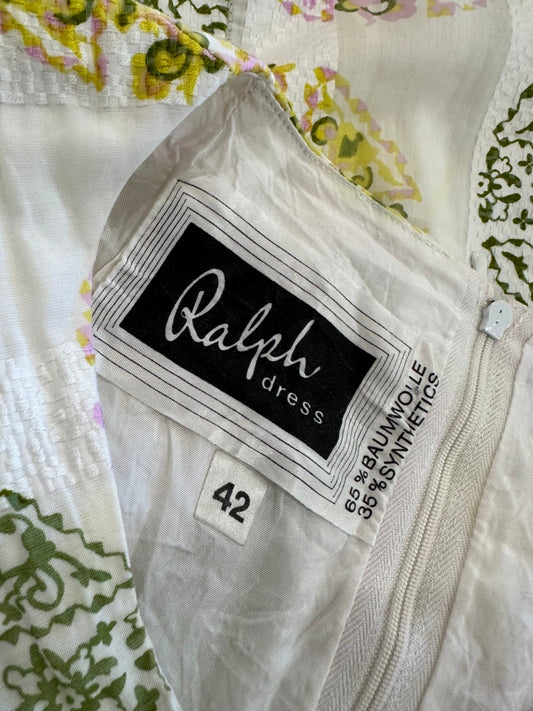 Ralph
dress
65% BAUMWOLLE
35% SYNTHETICS
42